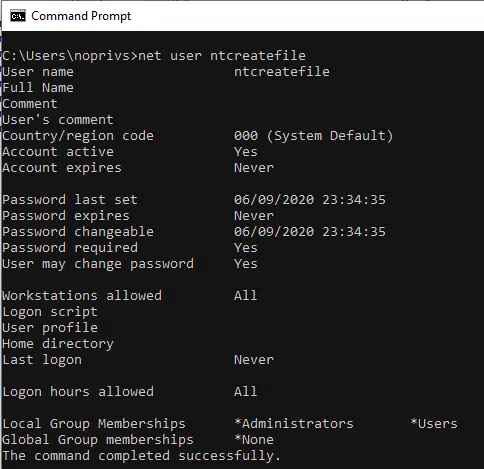 Command Prompt
C:\Users\noprivs>net user ntcreatefile
User name                    ntcreatefile
Full Name
Comment
User's comment
Country/region code          000 (System Default)
Account active               Yes
Account expires              Never
Password last set            06/09/2020 23:34:35
Password expires             Never
Password changeable          06/09/2020 23:34:35
Password required            Yes
User may change password     Yes
Workstations allowed         All
Logon script
User profile
Home directory
Last logon                   Never
Logon hours allowed          All
Local Group Memberships      *Administrators       *Users
Global Group memberships     *None
The command completed successfully.